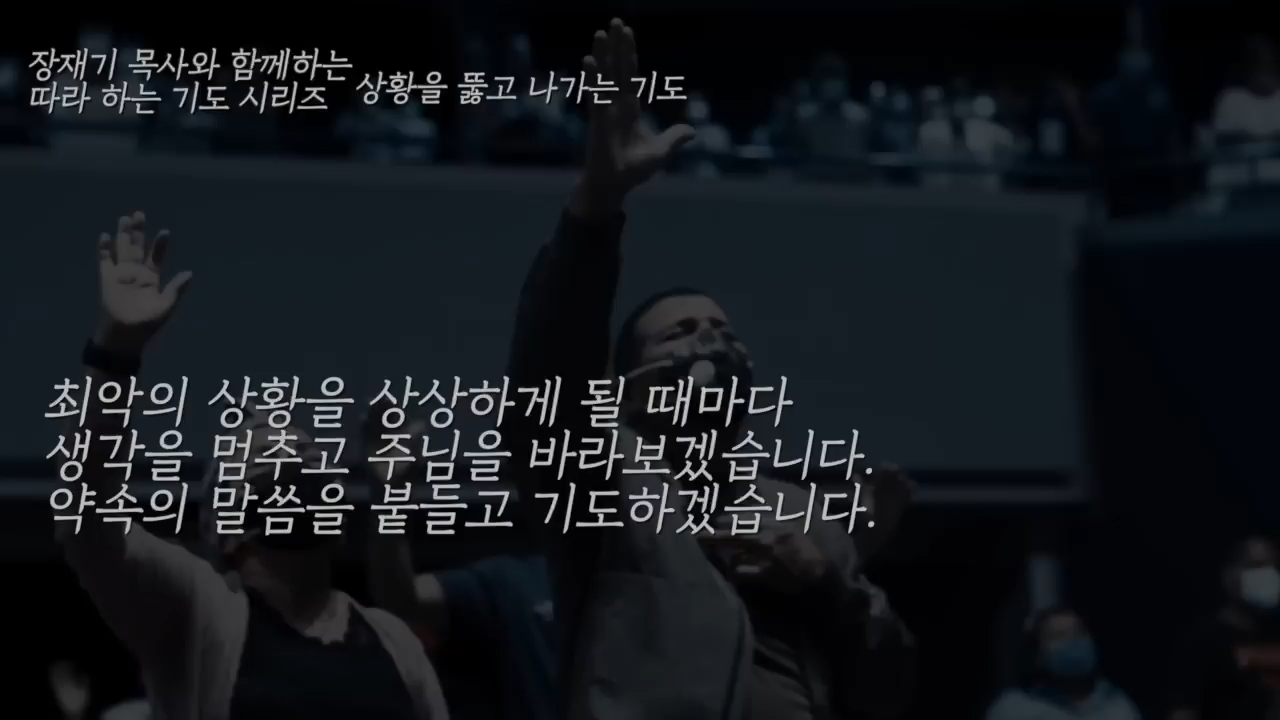 장재기 목사와 함께하는
따라 하는 기도 시리즈
상황을 뚫고 나가는 기도
최악의 상황을 상상하게 될 때마다
생각을 멈추고 주님을 바라보겠습니다.
약속의 말씀을 붙들고 기도하겠습니다.